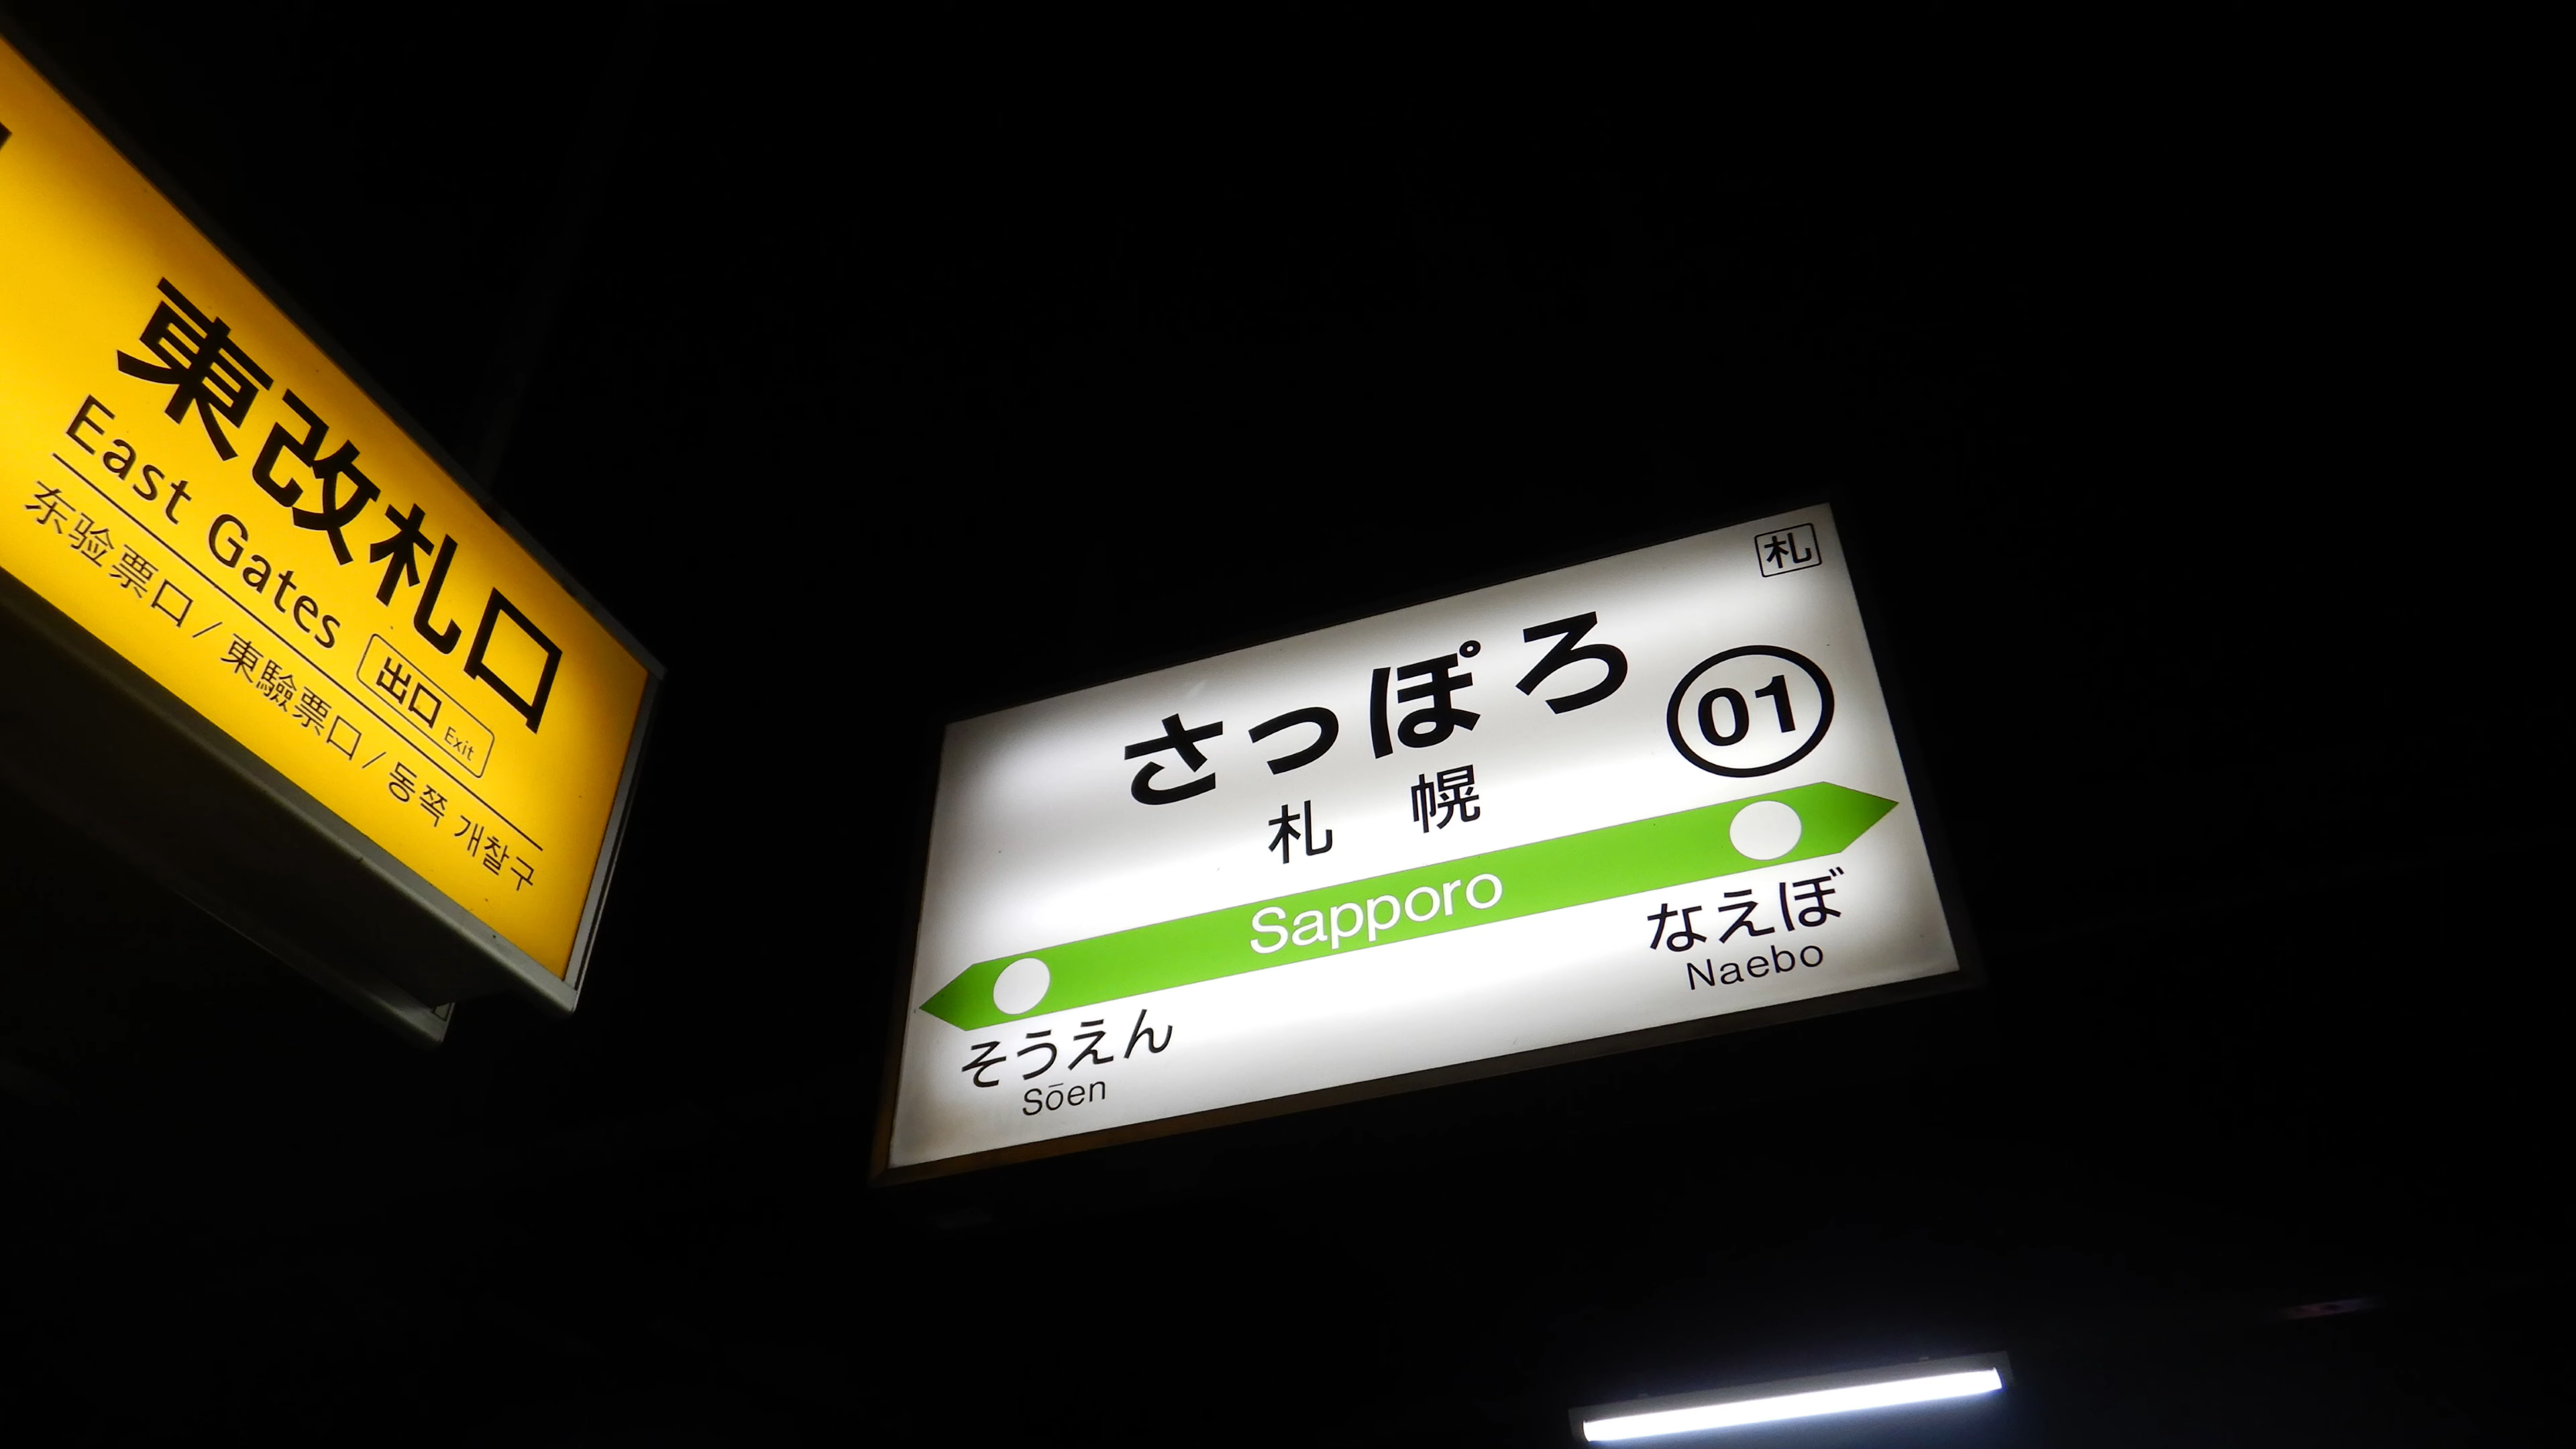 東改札口
East Gates 出口 Exit
东验票口 / 東驗票口 / 동쪽 개찰구
札
さっぽろ
01
札幌
Sapporo
そうえん
Sōen
なえぼ
Naebo